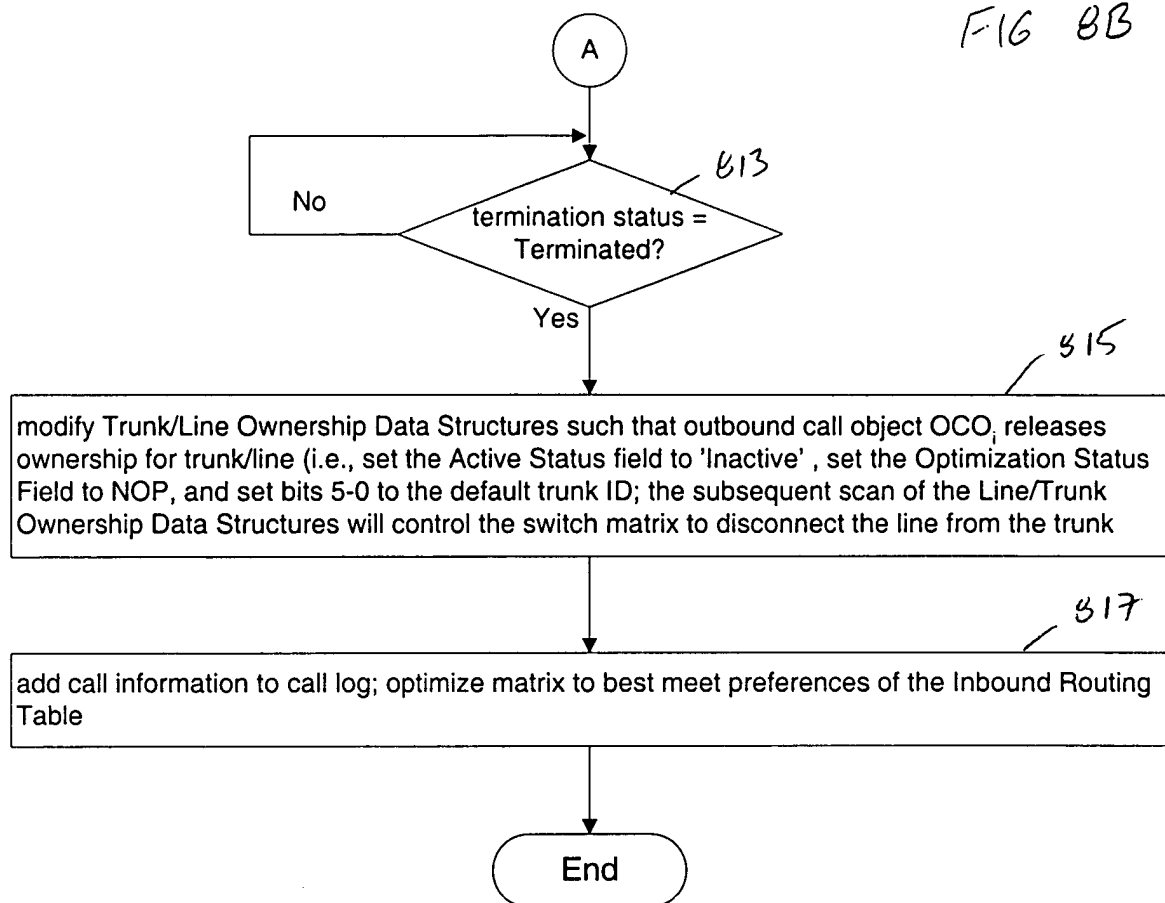 FIG 8B
A
813
No
termination status =
Terminated?
Yes
815
modify Trunk/Line Ownership Data Structures such that outbound call object OCOi releases
ownership for trunk/line (i.e., set the Active Status field to 'Inactive' , set the Optimization Status
Field to NOP, and set bits 5-0 to the default trunk ID; the subsequent scan of the Line/Trunk
Ownership Data Structures will control the switch matrix to disconnect the line from the trunk
817
add call information to call log; optimize matrix to best meet preferences of the Inbound Routing
Table
End